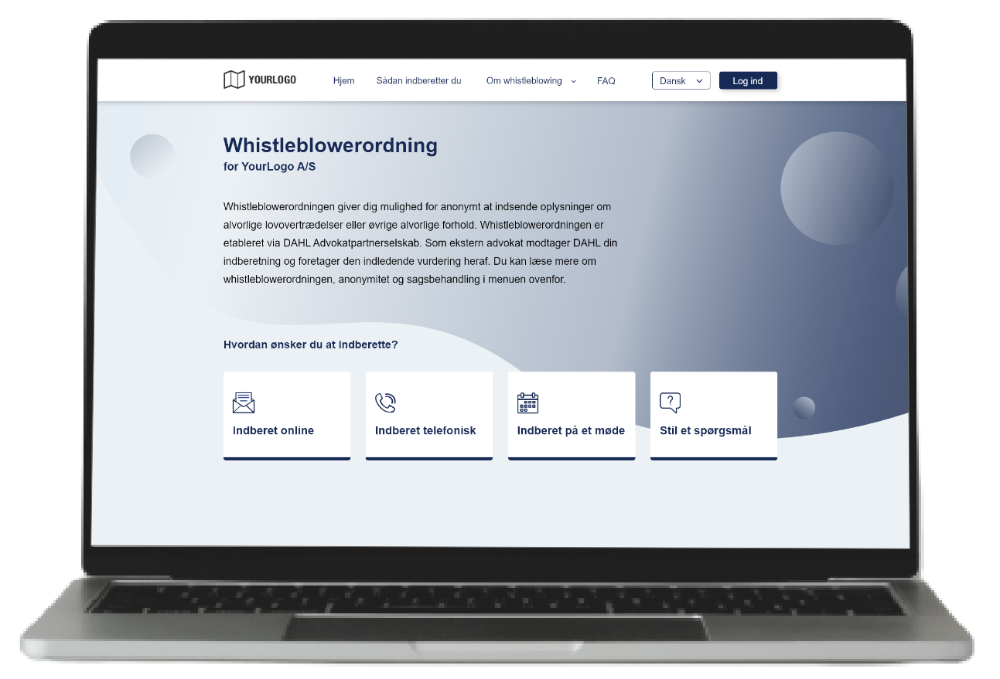 YOURLOGO
Hjem
Sådan indberetter du
Om whistleblowing
FAQ
Dansk
Log ind
Whistleblowerordning
for YourLogo A/S
Whistleblowerordningen giver dig mulighed for anonymt at indsende oplysninger om
alvorlige lovovertrædelser eller øvrige alvorlige forhold. Whistleblowerordningen er
etableret via DAHL Advokatpartnerselskab. Som ekstern advokat modtager DAHL din
indberetning og foretager den indledende vurdering heraf. Du kan læse mere om
whistleblowerordningen, anonymitet og sagsbehandling i menuen ovenfor.
Hvordan ønsker du at indberette?
Indberet online
Indberet telefonisk
Indberet på et møde
Stil et spørgsmål